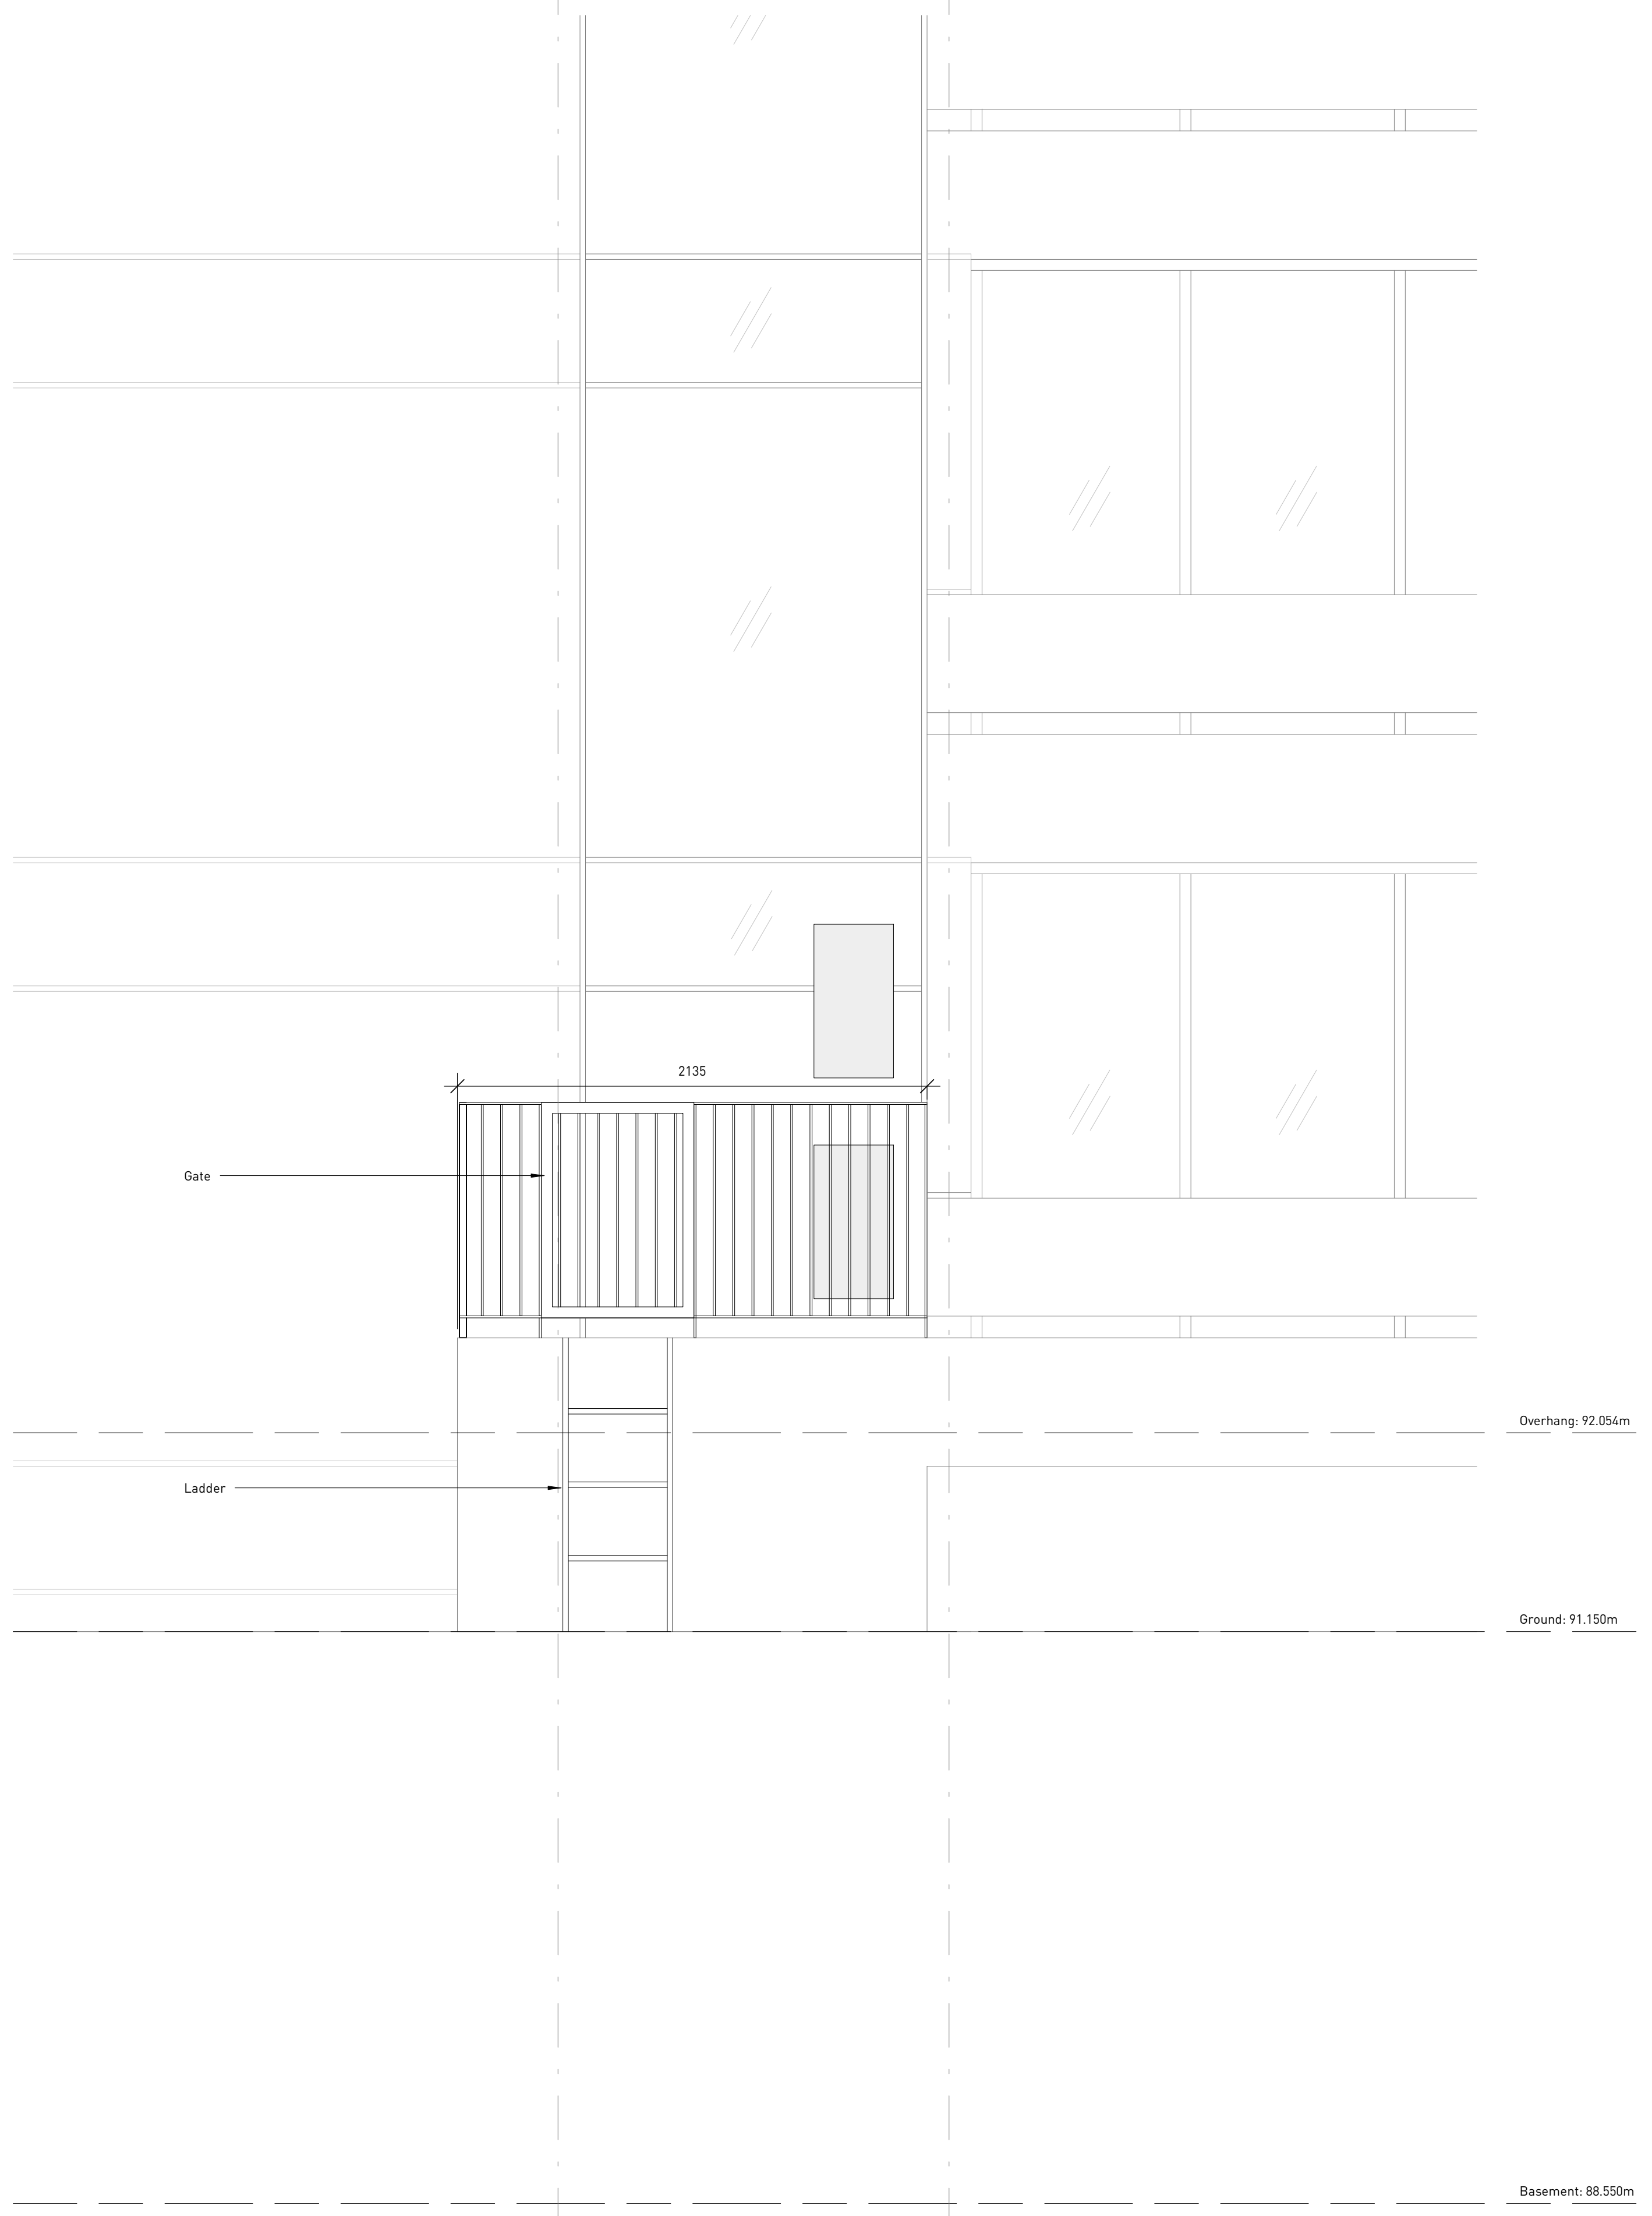 2135
Gate
Overhang: 92.054m
Ladder
Ground: 91.150m
Basement: 88.550m